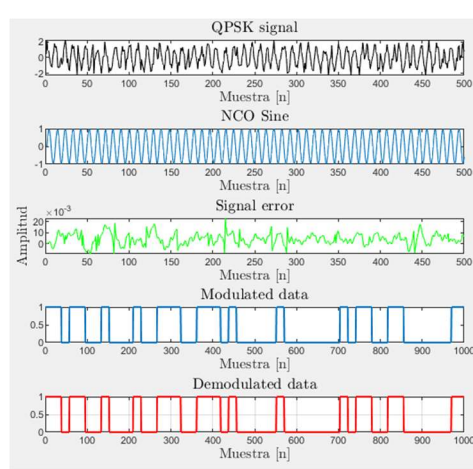 QPSK signal
2
0
-2
0 50 100 150 200 250 300 350 400 450 500
Muestra [n]
NCO Sine
1
0
-1
0 50 100 150 200 250 300 350 400 450 500
Muestra [n]
Signal error
×10-3
20
10
0
Amplitud
0 50 100 150 200 250 300 350 400 450 500
Muestra [n]
Modulated data
1
0.5
0
0 100 200 300 400 500 600 700 800 900 1000
Muestra [n]
Demodulated data
1
0.5
0
0 100 200 300 400 500 600 700 800 900 1000
Muestra [n]